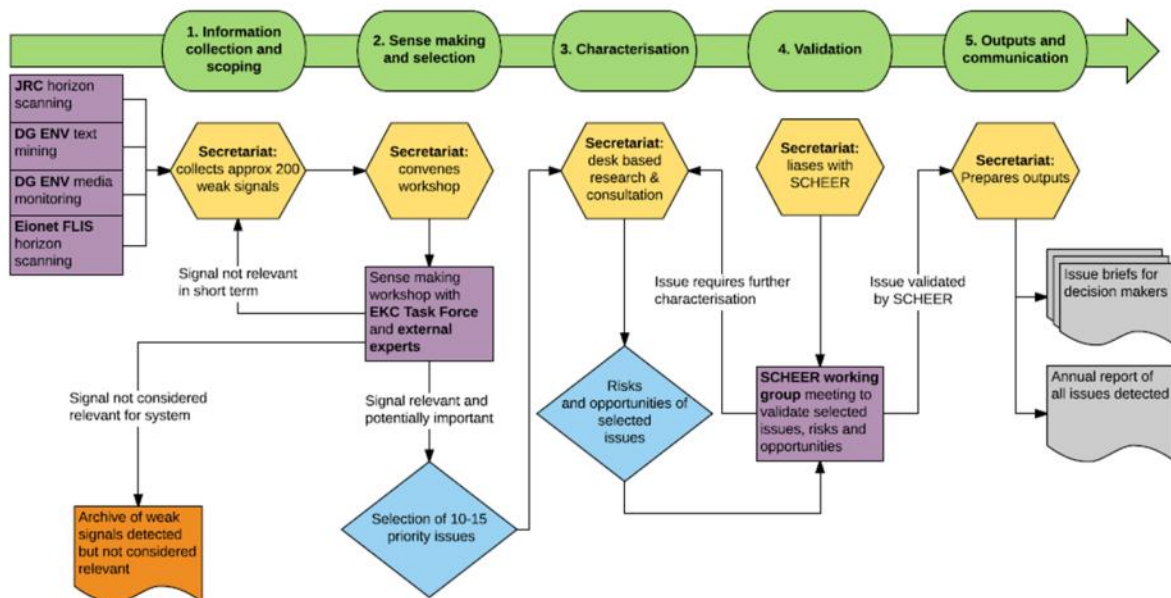 1. Information
collection and
scoping
2. Sense making
and selection
3. Characterisation
4. Validation
5. Outputs and
communication
JRC horizon
scanning
DG ENV text
mining
DG ENV media
monitoring
Eionet FLIS
horizon
scanning
Secretariat:
collects approx 200
weak signals
Secretariat:
convenes
workshop
Secretariat:
desk based
research &
consultation
Secretariat:
liases with
SCHEER
Secretariat:
Prepares outputs
Signal not relevant
in short term
Sense making
workshop with
EKC Task Force
and external
experts
Issue requires further
characterisation
Issue validated
by SCHEER
Issue briefs for
decision makers
Signal not considered
relevant for system
Signal relevant and
potentially important
Risks
and opportunities of
selected
issues
SCHEER working
group meeting to
validate selected
issues, risks and
opportunities
Annual report of
all issues detected
Archive of weak
signals detected
but not considered
relevant
Selection of 10-15
priority issues